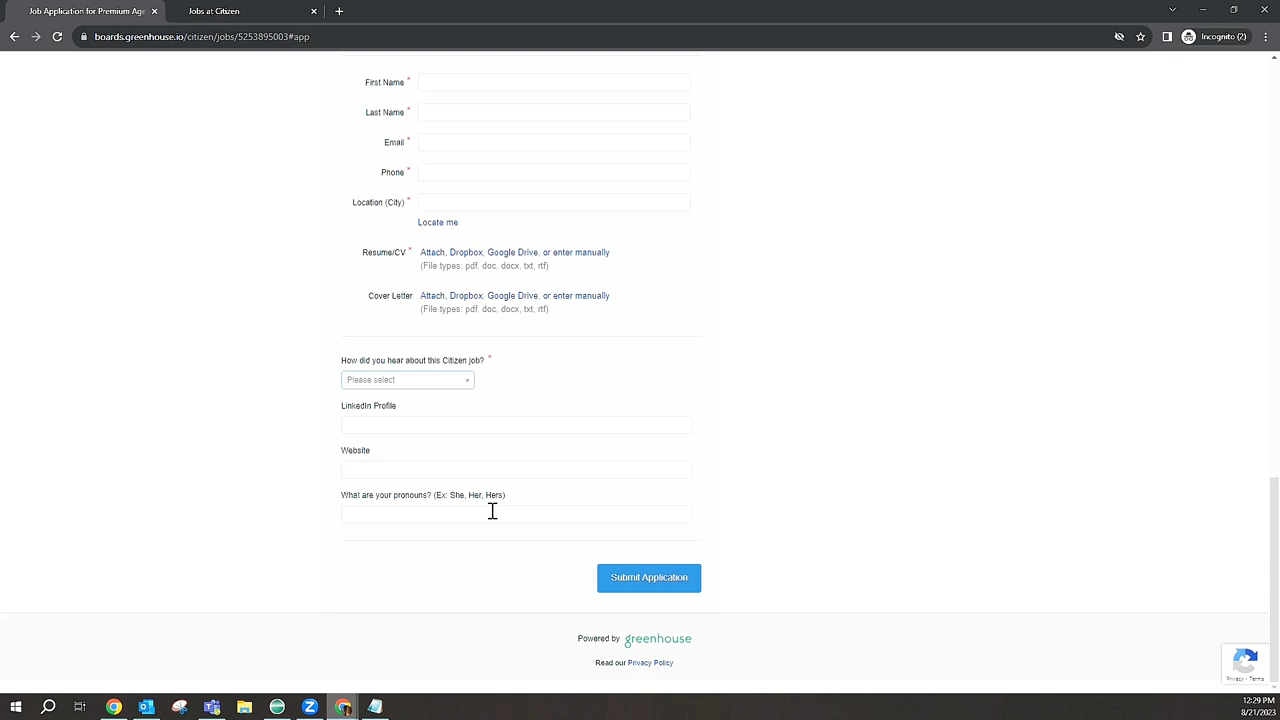 Job Application for Premium Age
Jobs at Citizen
boards.greenhouse.io/citizen/jobs/5253895003#app
Incognito (2)
First Name *
Last Name *
Email *
Phone *
Location (City) *
Locate me
Resume/CV * Attach, Dropbox, Google Drive, or enter manually
(File types: pdf, doc, docx, txt, rtf)
Cover Letter Attach, Dropbox, Google Drive, or enter manually
(File types: pdf, doc, docx, txt, rtf)
How did you hear about this Citizen job? *
Please select
LinkedIn Profile
Website
What are your pronouns? (Ex: She, Her, Hers)
Submit Application
Powered by greenhouse
Read our Privacy Policy
Privacy - Terms
12:29 PM
8/21/2023